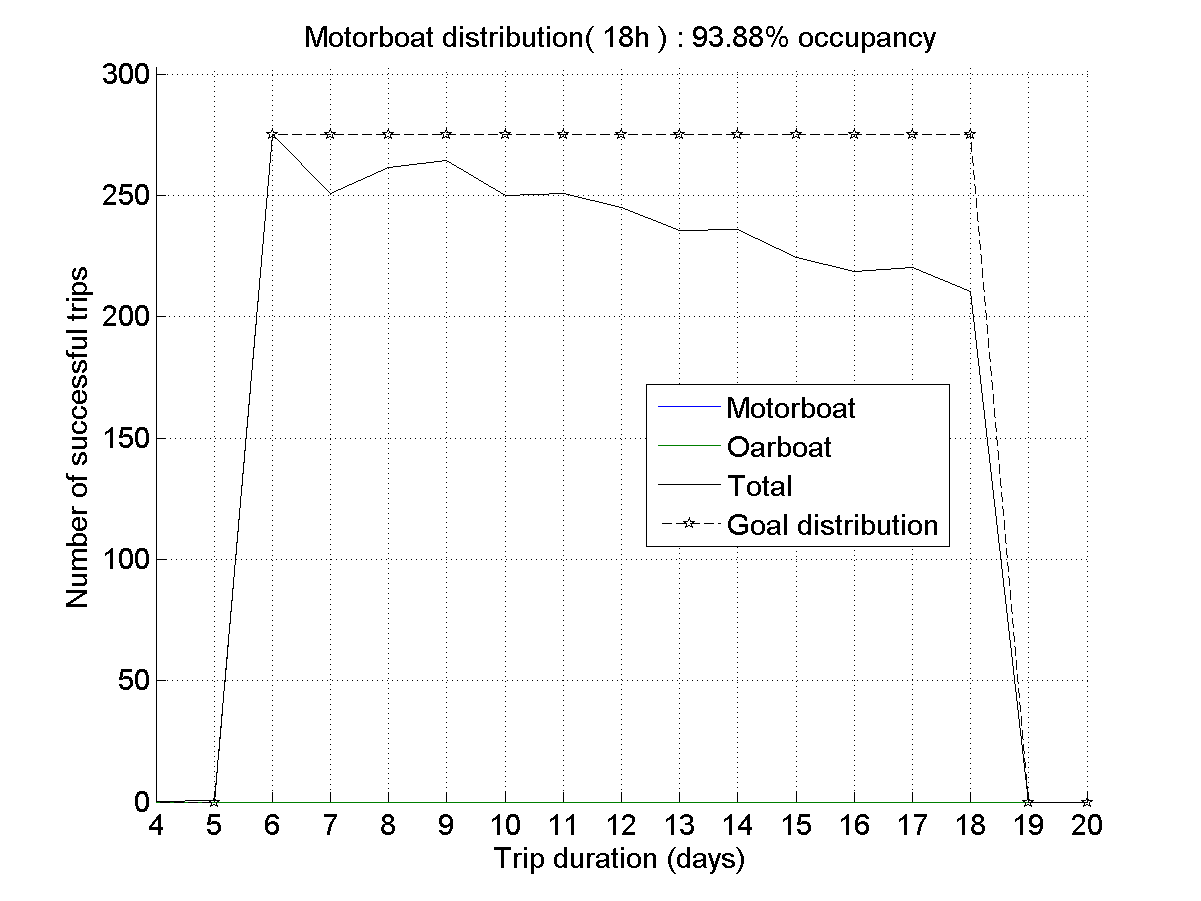 Motorboat distribution( 18h ) : 93.88% occupancy
Number of successful trips
300
250
200
150
100
50
0
Motorboat
Oarboat
Total
Goal distribution
4 5 6 7 8 9 10 11 12 13 14 15 16 17 18 19 20
Trip duration (days)